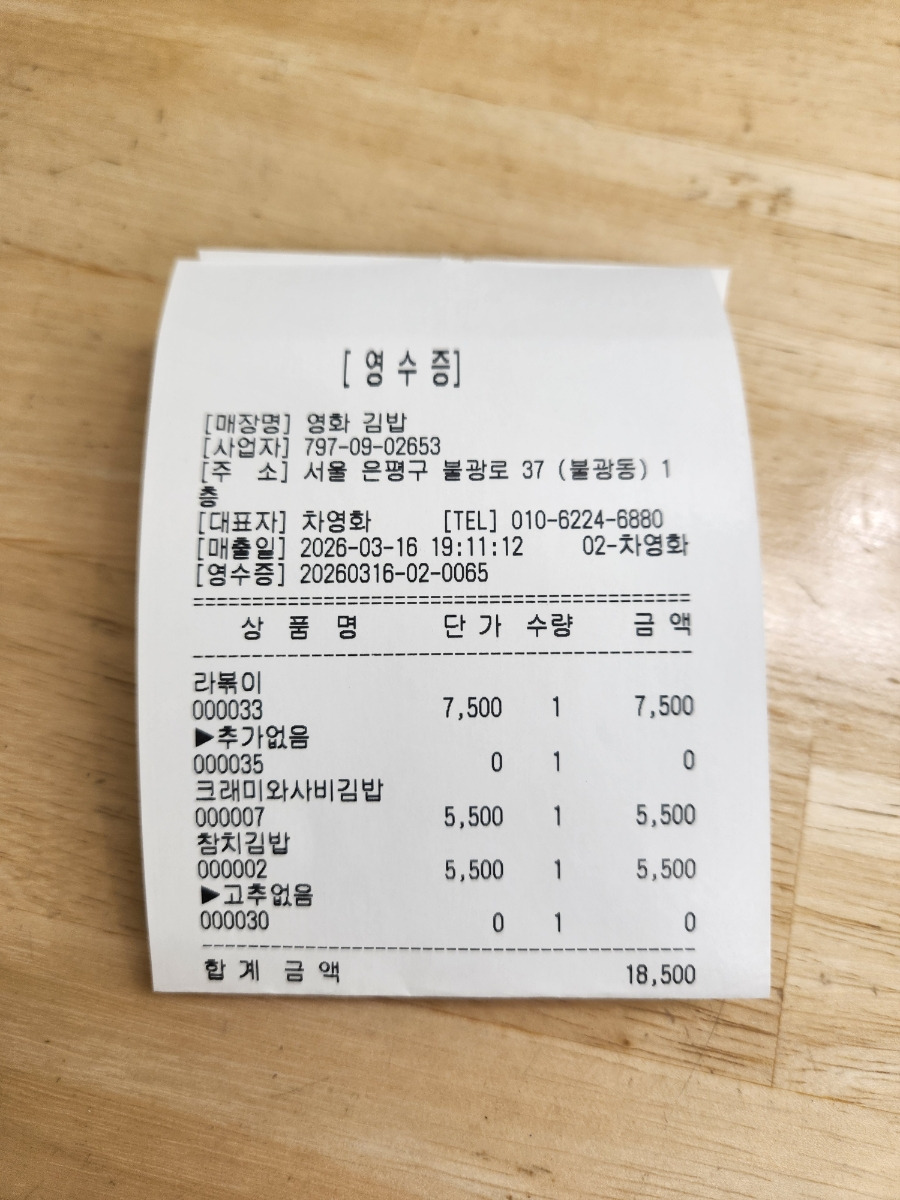 [ 영 수 증]
[매장명] 영화 김밥
[사업자] 797-09-02653
[주 소] 서울 은평구 불광로 37 (불광동) 1
층
[대표자] 차영화 [TEL] 010-6224-6880
[매출일] 2026-03-16 19:11:12 02-차영화
[영수증] 20260316-02-0065
==========================================
상 품 명 단 가 수량 금 액
------------------------------------------
라볶이
000033 7,500 1 7,500
▶추가없음
000035 0 1 0
크래미와사비김밥
000007 5,500 1 5,500
참치김밥
000002 5,500 1 5,500
▶고추없음
000030 0 1 0
------------------------------------------
합 계 금 액 18,500